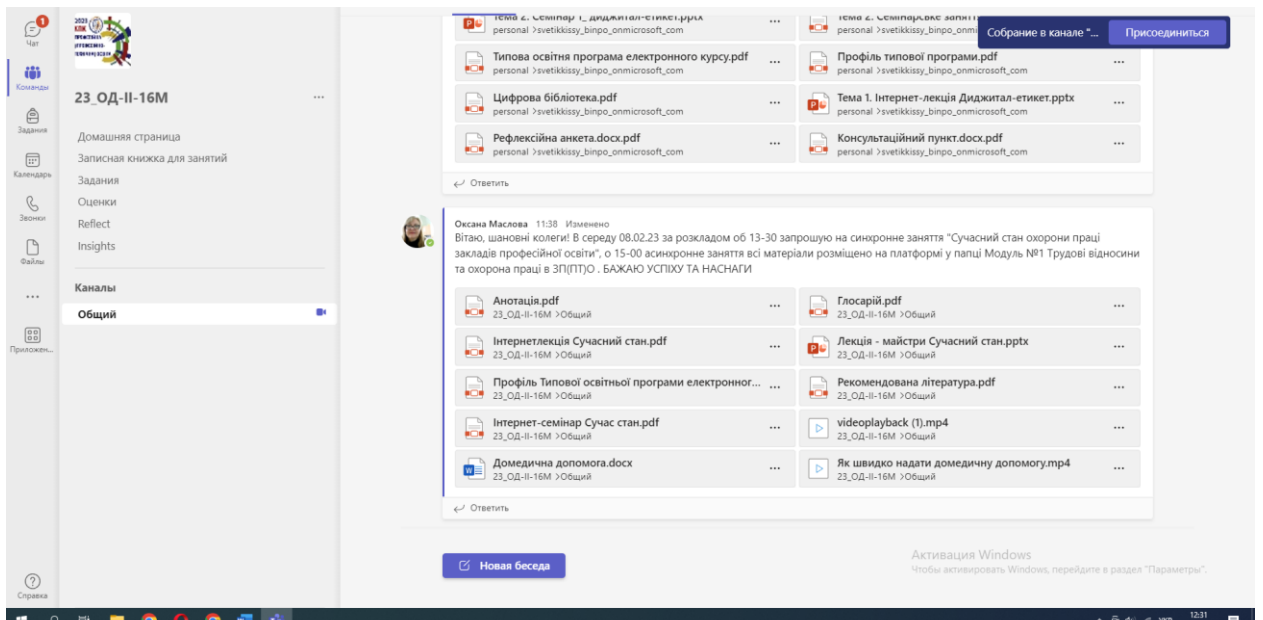 Чат
Команды
Задания
Календарь
Звонки
Файлы
Приложен...
Справка
23_ОД-ІІ-16М
Домашняя страница
Записная книжка для занятий
Задания
Оценки
Reflect
Insights
Каналы
Общий
Тема 2. Семінар 1_ диджитал-етикет.pptx
personal >svetikkissy_binpo_onmicrosoft_com
Тема 2. Семінарське
personal >svetikkissy_binpo_onmi
Собрание в канале "...
Присоединиться
Типова освітня програма електронного курсу.pdf
personal >svetikkissy_binpo_onmicrosoft_com
Профіль типової програми.pdf
personal >svetikkissy_binpo_onmicrosoft_com
Цифрова бібліотека.pdf
personal >svetikkissy_binpo_onmicrosoft_com
Тема 1. Інтернет-лекція Диджитал-етикет.pptx
personal >svetikkissy_binpo_onmicrosoft_com
Рефлексійна анкета.docx.pdf
personal >svetikkissy_binpo_onmicrosoft_com
Консультаційний пункт.docx.pdf
personal >svetikkissy_binpo_onmicrosoft_com
Ответить
Оксана Маслова 11:38 Изменено
Вітаю, шановні колеги! В середу 08.02.23 за розкладом об 13-30 запрошую на синхронне заняття "Сучасний стан охорони праці
закладів професійної освіти", о 15-00 асинхронне заняття всі матеріали розміщено на платформі у папці Модуль №1 Трудові відносини
та охорона праці в ЗП(ПТ)О . БАЖАЮ УСПІХУ ТА НАСНАГИ
Анотація.pdf
23_ОД-ІІ-16М >Общий
Глосарій.pdf
23_ОД-ІІ-16М >Общий
Інтернетлекція Сучасний стан.pdf
23_ОД-ІІ-16М >Общий
Лекція - майстри Сучасний стан.pptx
23_ОД-ІІ-16М >Общий
Профіль Типової освітньої програми електронног...
23_ОД-ІІ-16М >Общий
Рекомендована література.pdf
23_ОД-ІІ-16М >Общий
Інтернет-семінар Сучас стан.pdf
23_ОД-ІІ-16М >Общий
videoplayback (1).mp4
23_ОД-ІІ-16М >Общий
Домедична допомога.docx
23_ОД-ІІ-16М >Общий
Як швидко надати домедичну допомогу.mp4
23_ОД-ІІ-16М >Общий
Ответить
Новая беседа
Активация Windows
Чтобы активировать Windows, перейдите в раздел "Параметры".
12:31